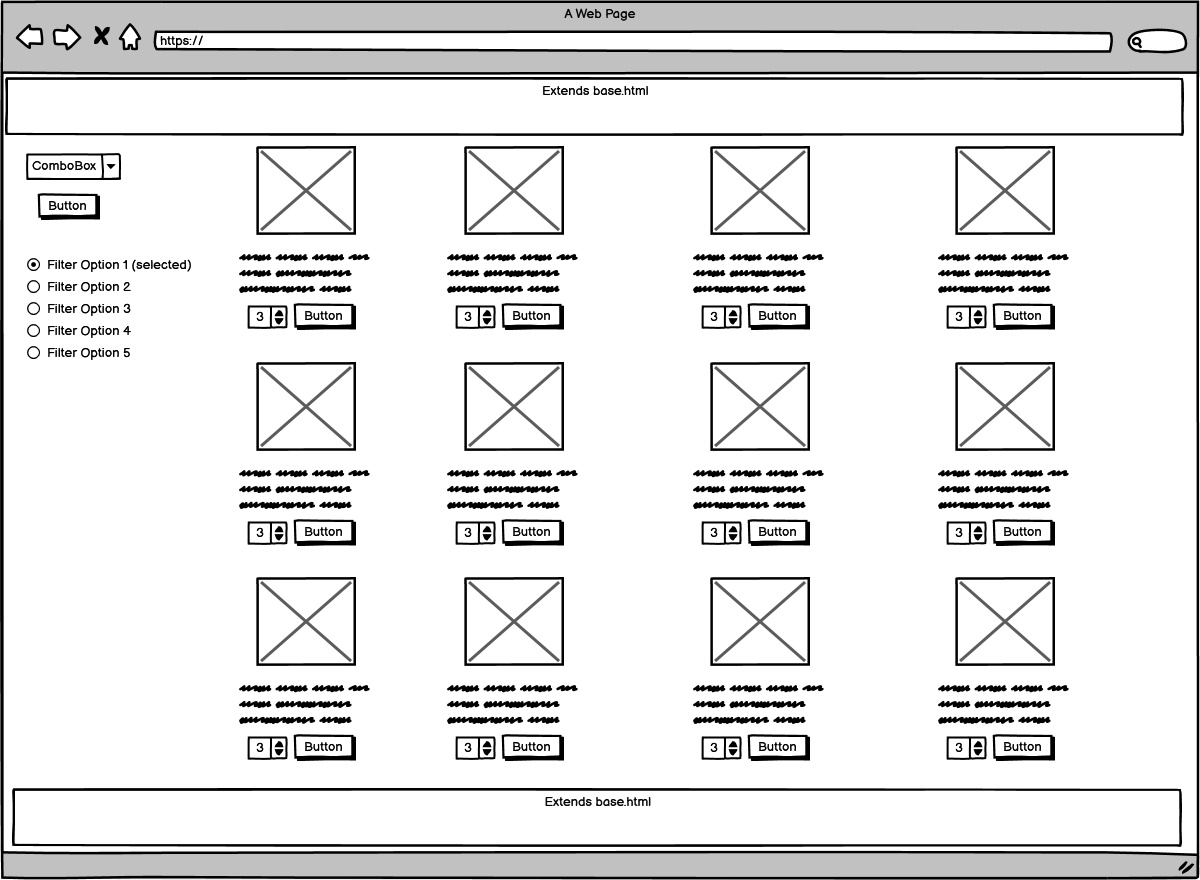 A Web Page
https://
Extends base.html
ComboBox
Button
Filter Option 1 (selected)
Filter Option 2
Filter Option 3
Filter Option 4
Filter Option 5
3 Button 3 Button 3 Button 3 Button
3 Button 3 Button 3 Button 3 Button
3 Button 3 Button 3 Button 3 Button
Extends base.html